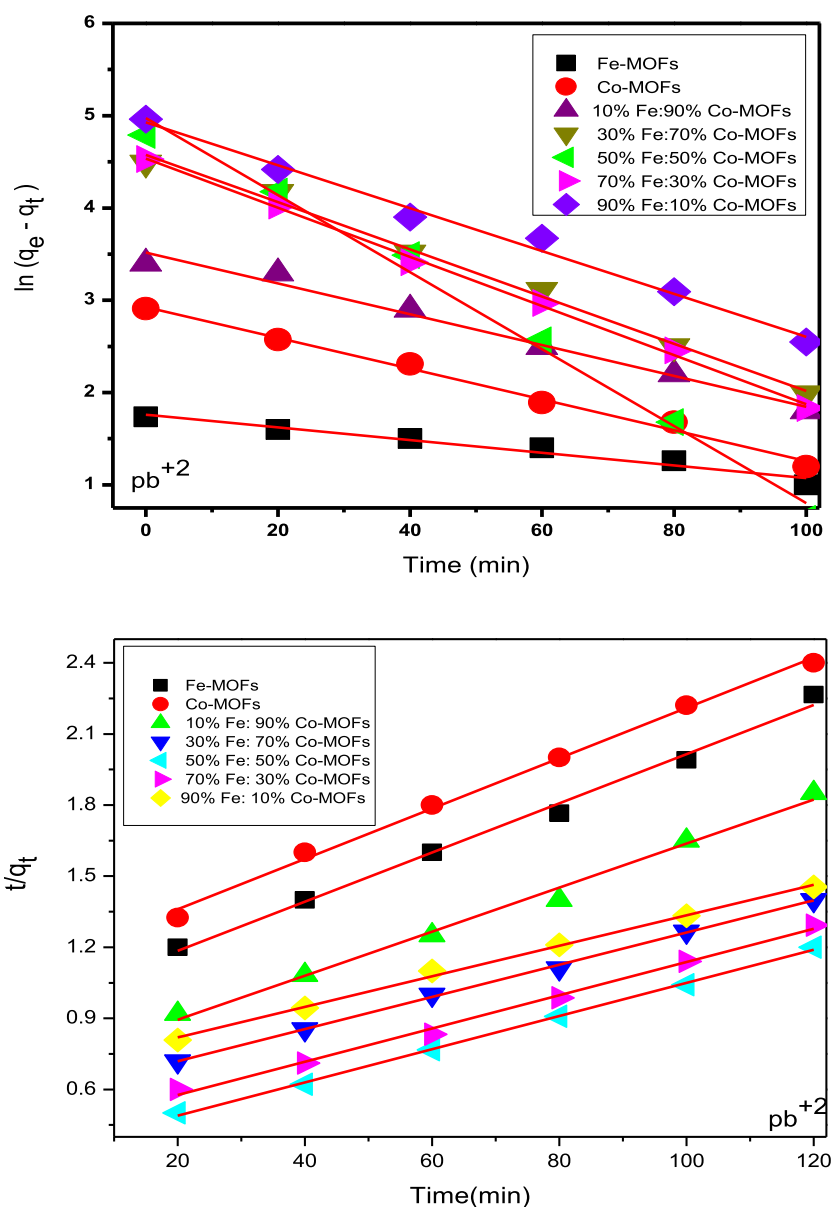 6
5
4
3
2
1
ln (qe - qt )
Fe-MOFs
Co-MOFs
10% Fe:90% Co-MOFs
30% Fe:70% Co-MOFs
50% Fe:50% Co-MOFs
70% Fe:30% Co-MOFs
90% Fe:10% Co-MOFs
pb+2
0 20 40 60 80 100
Time (min)
2.4
2.1
1.8
1.5
1.2
0.9
0.6
t/qt
Fe-MOFs
Co-MOFs
10% Fe: 90% Co-MOFs
30% Fe: 70% Co-MOFs
50% Fe: 50% Co-MOFs
70% Fe: 30% Co-MOFs
90% Fe: 10% Co-MOFs
pb+2
20 40 60 80 100 120
Time(min)